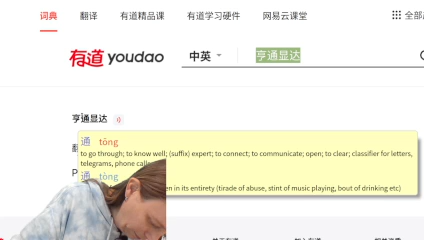 词典 翻译 有道精品课 有道学习硬件 网易云课堂 全部
有道 youdao 中英 亨通显达
亨通显达
翻
通 tōng
to go through; to know well; (suffix) expert; to connect; to communicate; open; to clear; classifier for letters,
telegrams, phone calls
通 tòng
en in its entirety (tirade of abuse, stint of music playing, bout of drinking etc)